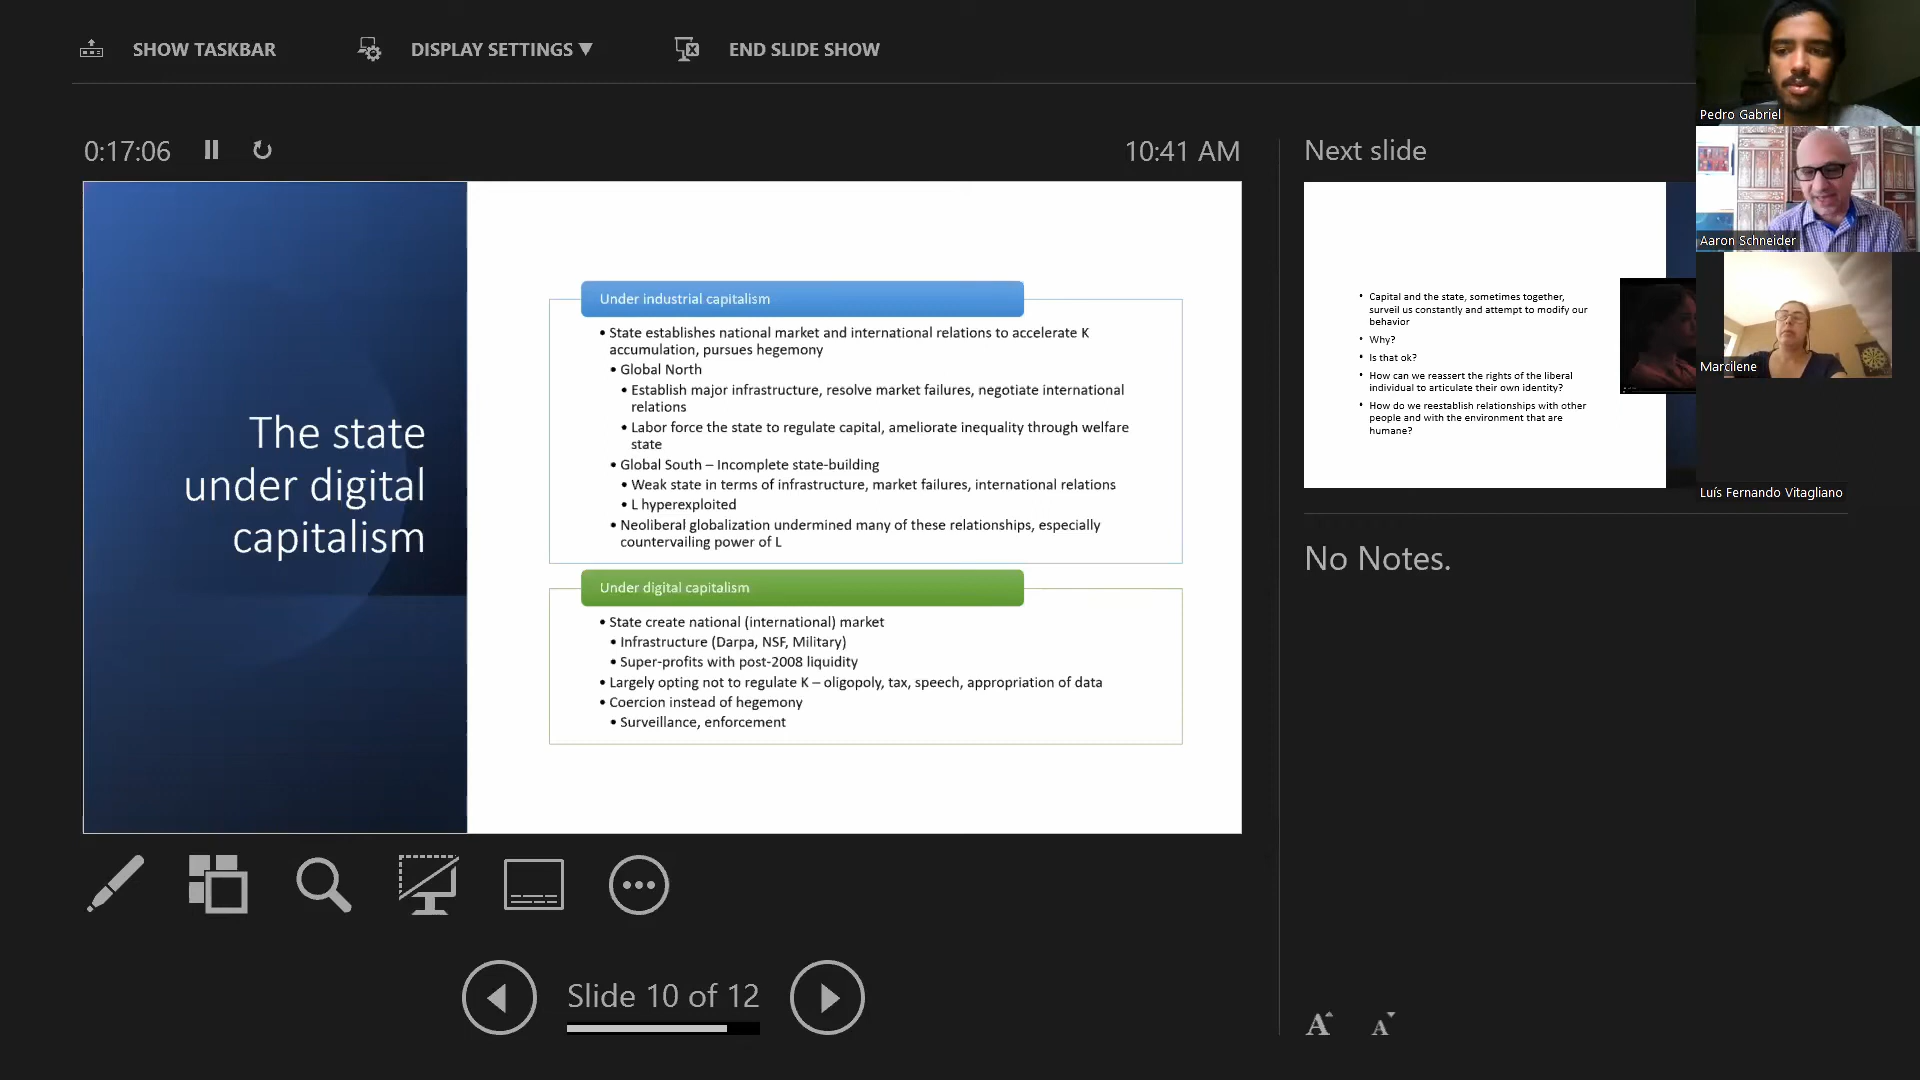 SHOW TASKBAR
DISPLAY SETTINGS ▼
END SLIDE SHOW
0:17:06
10:41 AM
The state
under digital
capitalism
Under industrial capitalism
• State establishes national market and international relations to accelerate K
accumulation, pursues hegemony
• Global North
• Establish major infrastructure, resolve market failures, negotiate international
relations
• Labor force the state to regulate capital, ameliorate inequality through welfare
state
• Global South – Incomplete state-building
• Weak state in terms of infrastructure, market failures, international relations
• L hyperexploited
• Neoliberal globalization undermined many of these relationships, especially
countervailing power of L
Under digital capitalism
• State create national (international) market
• Infrastructure (Darpa, NSF, Military)
• Super-profits with post-2008 liquidity
• Largely opting not to regulate K – oligopoly, tax, speech, appropriation of data
• Coercion instead of hegemony
• Surveillance, enforcement
Slide 10 of 12
Next slide
• Capital and the state, sometimes together,
surveil us constantly and attempt to modify our
behavior
• Why?
• Is that ok?
• How can we reassert the rights of the liberal
individual to articulate their own identity?
• How do we reestablish relationships with other
people and with the environment that are
humane?
No Notes.
A
A
Pedro Gabriel
Aaron Schneider
Marcilene
Luís Fernando Vitagliano